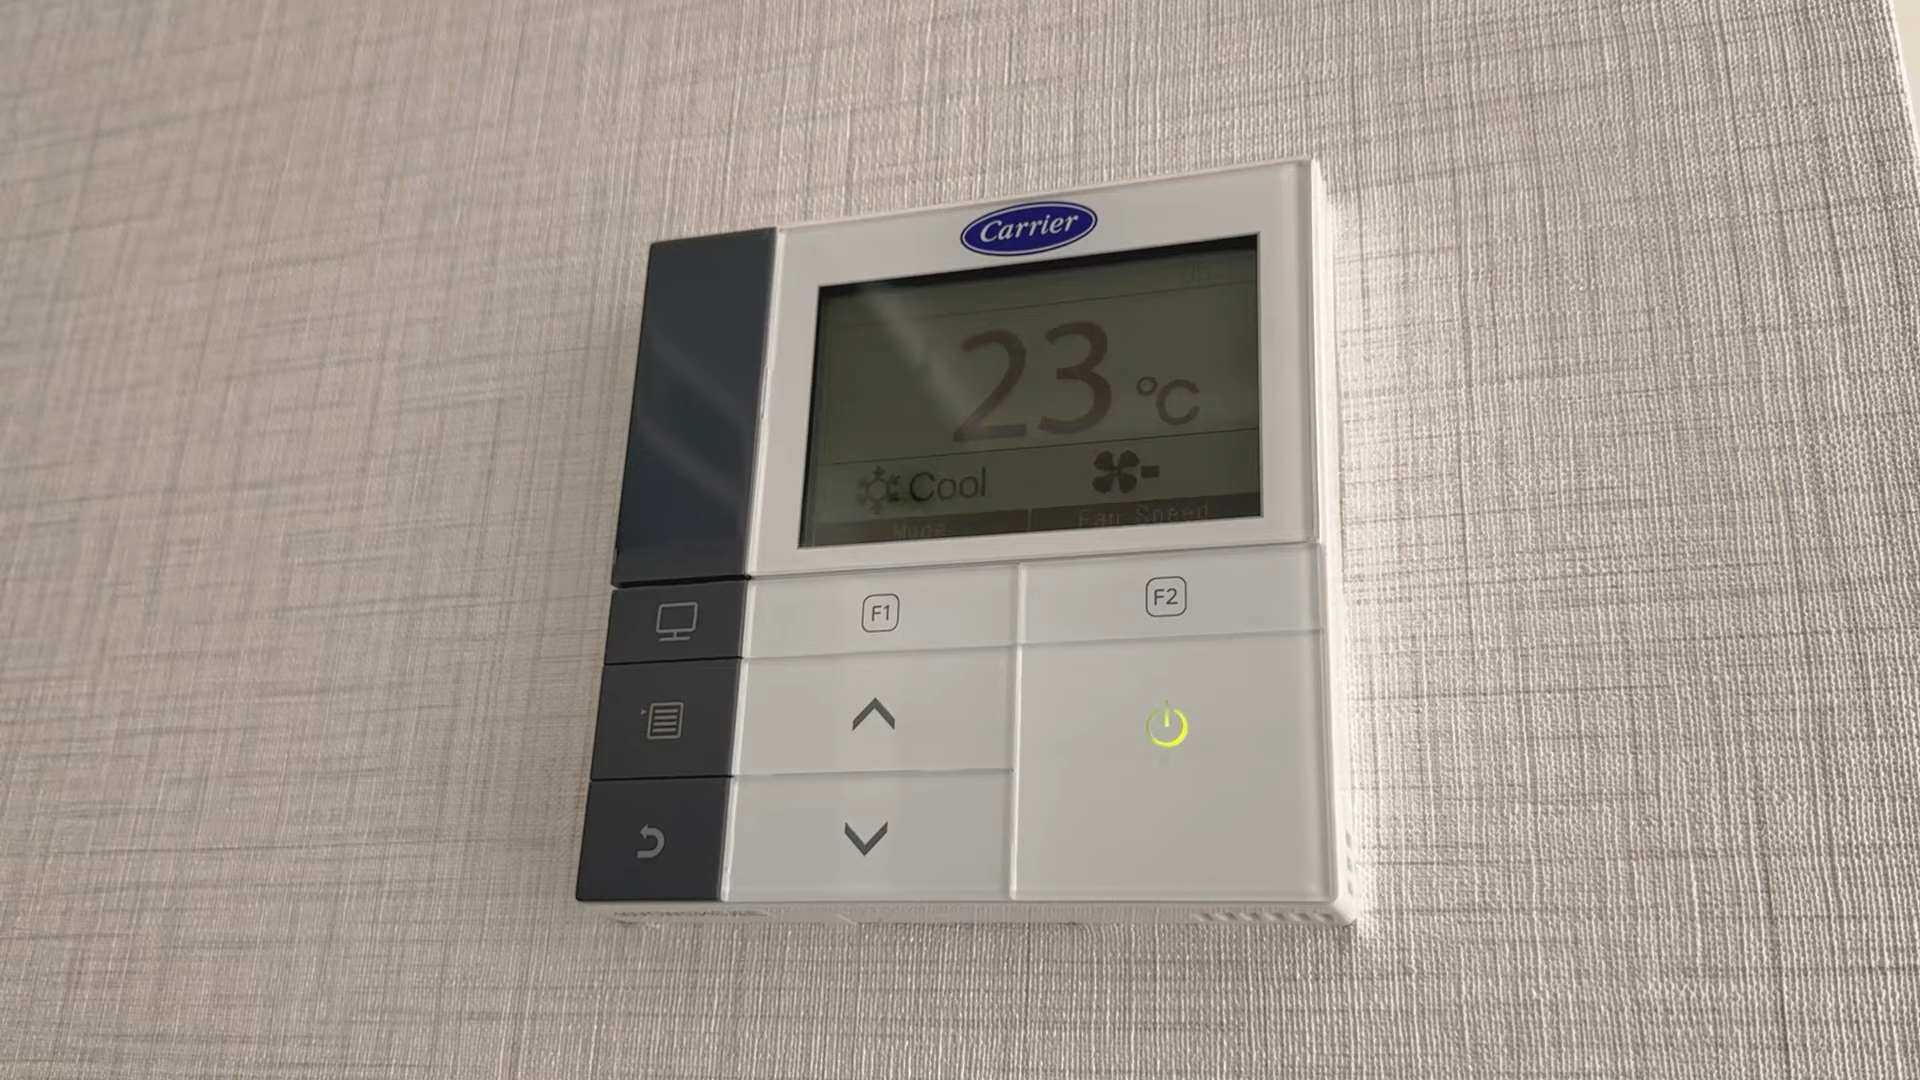 Carrier
23 °C
Cool
Mode Fan Speed
F1 F2